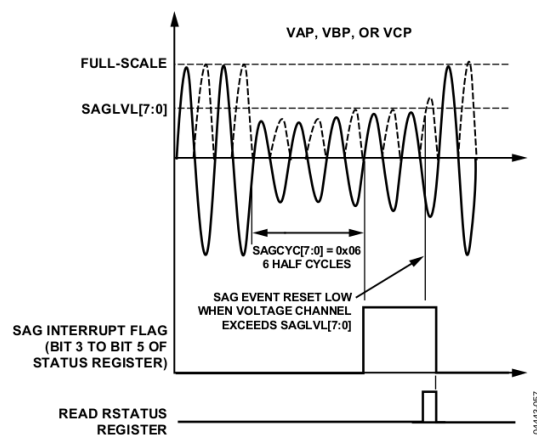 VAP, VBP, OR VCP
FULL-SCALE
SAGLVL[7:0]
SAGCYC[7:0] = 0x06
6 HALF CYCLES
SAG EVENT RESET LOW
WHEN VOLTAGE CHANNEL
EXCEEDS SAGLVL[7:0]
SAG INTERRUPT FLAG
(BIT 3 TO BIT 5 OF
STATUS REGISTER)
READ RSTATUS
REGISTER
04443-057